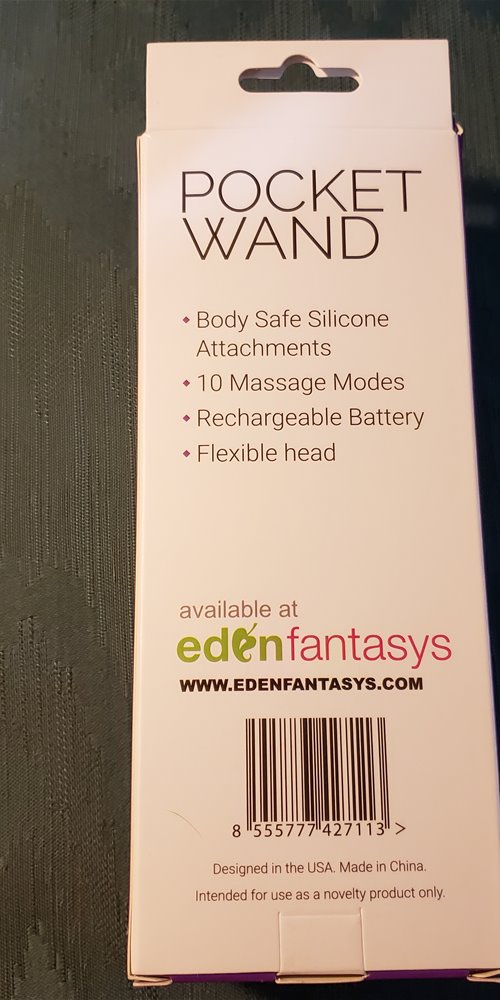 POCKET
WAND
Body Safe Silicone
Attachments
10 Massage Modes
Rechargeable Battery
Flexible head
available at
edenfantasys
WWW.EDENFANTASYS.COM
8 555777 427113 >
Designed in the USA. Made in China.
Intended for use as a novelty product only.